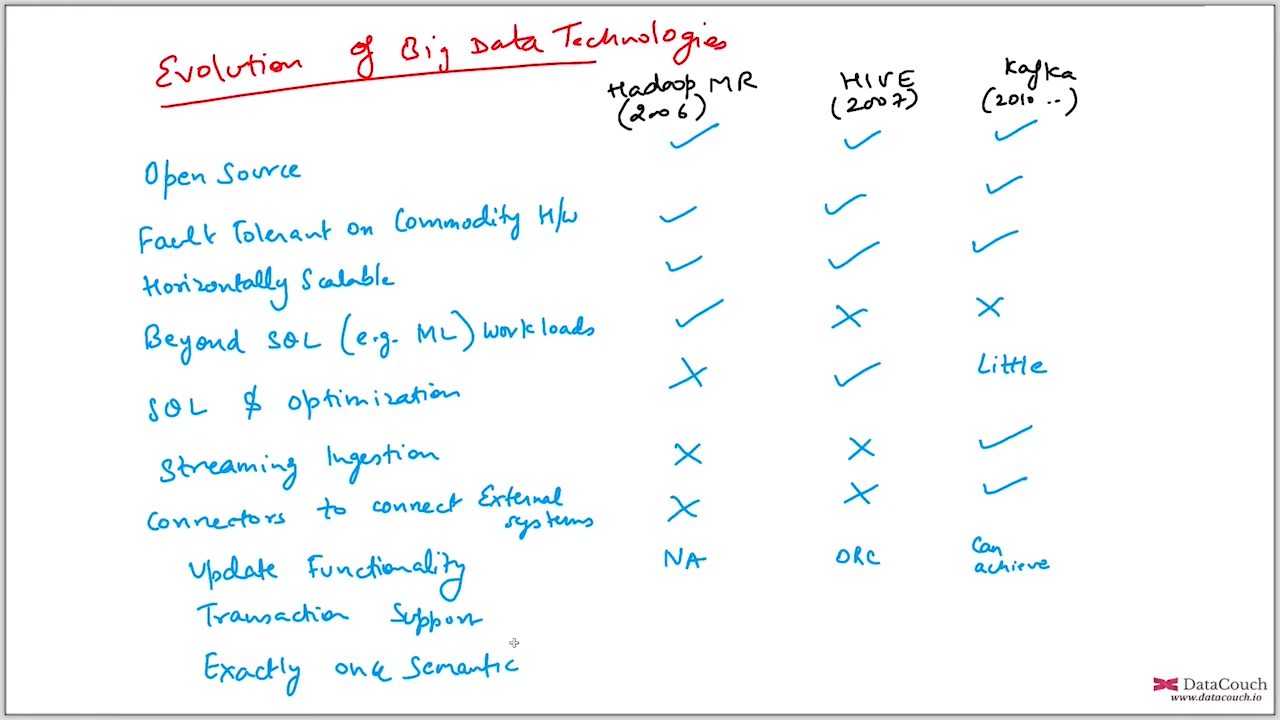 Evolution of Big Data Technologies
Hadoop MR HIVE Kafka
(2006) (2007) (2010 ..)
Open Source ✓ ✓ ✓
Fault Tolerant on Commodity H/w ✓ ✓ ✓
Horizontally Scalable ✓ ✓ ✓
Beyond SQL (e.g. ML) workloads ✓ ✗ ✗
SQL & optimization ✗ ✓ Little
Streaming Ingestion ✗ ✗ ✓
Connectors to connect External systems ✗ ✗ ✓
Update Functionality NA ORC Can achieve
Transaction Support
Exactly once Semantic
DataCouch
www.datacouch.io